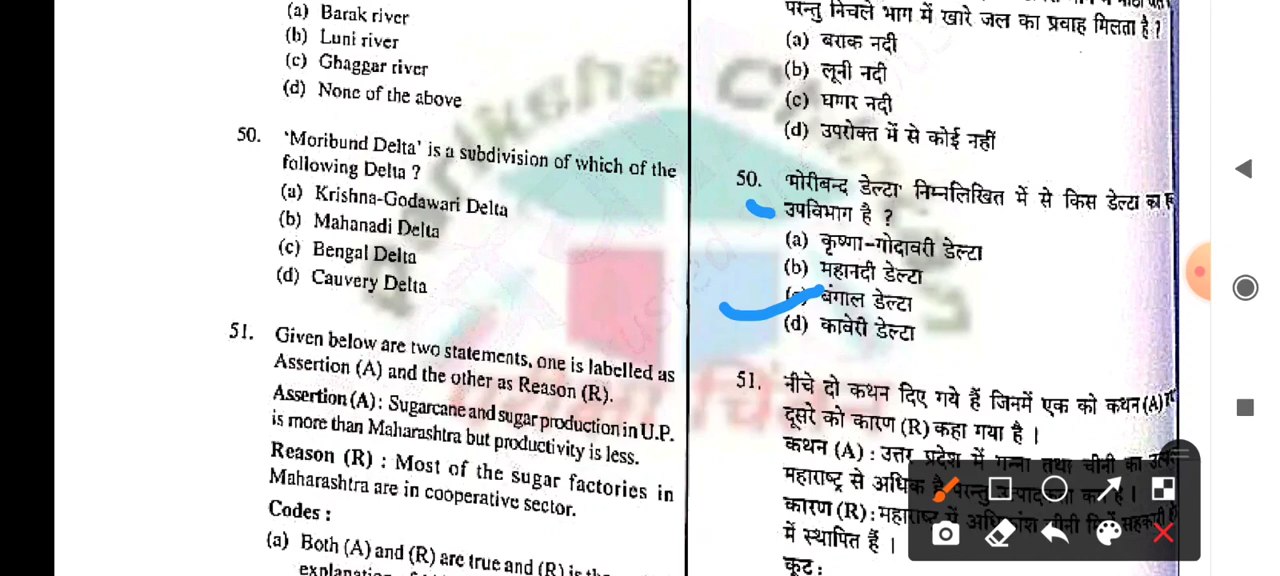 (a) Barak river
(b) Luni river
(c) Ghaggar river
(d) None of the above
50. 'Moribund Delta' is a subdivision of which of the
following Delta ?
(a) Krishna-Godawari Delta
(b) Mahanadi Delta
(c) Bengal Delta
(d) Cauvery Delta
51. Given below are two statements, one is labelled as
Assertion (A) and the other as Reason (R).
Assertion (A) : Sugarcane and sugar production in U.P.
is more than Maharashtra but productivity is less.
Reason (R) : Most of the sugar factories in
Maharashtra are in cooperative sector.
Codes :
(a) Both (A) and (R) are true and (R) is the
परन्तु निचले भाग में खारे जल का प्रवाह मिलता है ?
(a) बराक नदी
(b) लूनी नदी
(c) घग्गर नदी
(d) उपरोक्त में से कोई नहीं
50. 'मोरीबन्द डेल्टा' निम्नलिखित में से किस डेल्टा का
उपविभाग है ?
(a) कृष्णा-गोदावरी डेल्टा
(b) महानदी डेल्टा
(c) बंगाल डेल्टा
(d) कावेरी डेल्टा
51. नीचे दो कथन दिए गये हैं जिनमें एक को कथन (A)
दूसरे को कारण (R) कहा गया है ।
कथन (A) : उत्तर प्रदेश में गन्ना तथा चीनी का
महाराष्ट्र से अधिक है परन्तु
कारण (R) : महाराष्ट्र में
में स्थापित हैं ।
कूट :